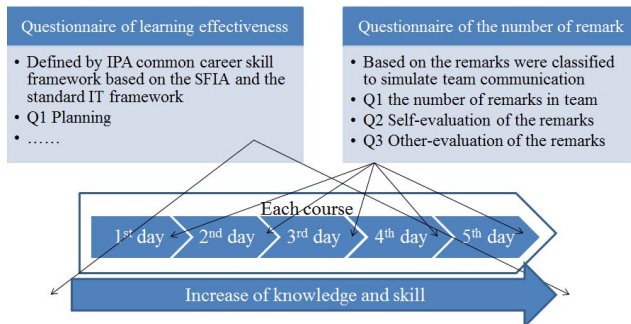 Questionnaire of learning effectiveness
• Defined by IPA common career skill
framework based on the SFIA and the
standard IT framework
• Q1 Planning
• ……
Questionnaire of the number of remark
• Based on the remarks were classified
to simulate team communication
• Q1 the number of remarks in team
• Q2 Self-evaluation of the remarks
• Q3 Other-evaluation of the remarks
Each course
1st day 2nd day 3rd day 4th day 5th day
Increase of knowledge and skill